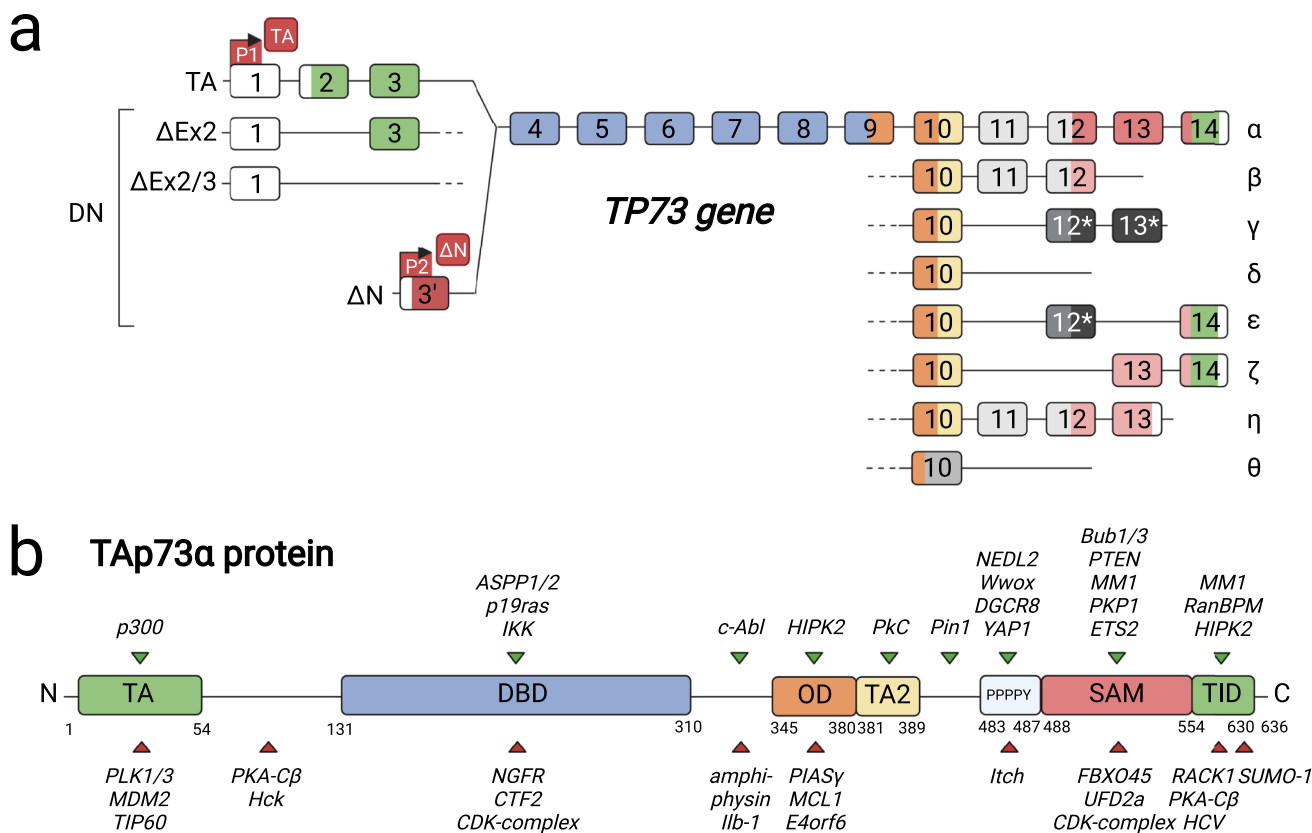 a
P1 TA
TA 1 2 3
ΔEx2 1 3
ΔEx2/3 1
DN
P2 ΔN
ΔN 3'
4 5 6 7 8 9 10 11 12 13 14 α
10 11 12 β
TP73 gene
10 12* 13* γ
10 δ
10 12* 14 ε
10 13 14 ζ
10 11 12 13 η
10 θ
b TAp73α protein
p300
ASPP1/2
p19ras
IKK
c-Abl
HIPK2
PkC
Pin1
NEDL2
Wwox
DGCR8
YAP1
Bub1/3
PTEN
MM1
PKP1
ETS2
MM1
RanBPM
HIPK2
N TA DBD OD TA2 PPPPY SAM TID C
1 54 131 310 345 380 381 389 483 487 488 554 630 636
PLK1/3
MDM2
TIP60
PKA-Cβ
Hck
NGFR
CTF2
CDK-complex
amphi-
physin
IIb-1
PIASγ
MCL1
E4orf6
Itch
FBXO45
UFD2a
CDK-complex
RACK1
PKA-Cβ
HCV
SUMO-1